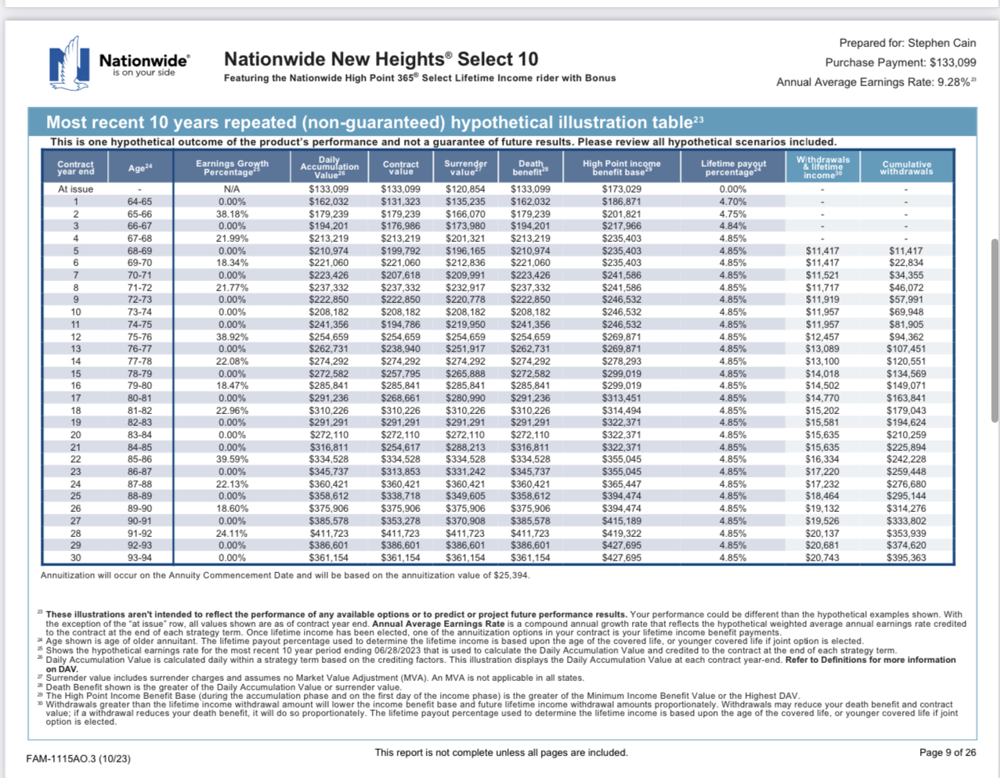 Nationwide®
is on your side
Nationwide New Heights® Select 10
Featuring the Nationwide High Point 365® Select Lifetime Income rider with Bonus
Prepared for: Stephen Cain
Purchase Payment: $133,099
Annual Average Earnings Rate: 9.28%23
Most recent 10 years repeated (non-guaranteed) hypothetical illustration table23
This is one hypothetical outcome of the product's performance and not a guarantee of future results. Please review all hypothetical scenarios included.
Contract year end Age24 Earnings Growth Percentage25 Daily Accumulation Value26 Contract value Surrender value27 Death benefit28 High Point income benefit base29 Lifetime payout percentage24 Withdrawals & lifetime income30 Cumulative withdrawals
At issue - N/A $133,099 $133,099 $120,854 $133,099 $173,029 0.00% - -
1 64-65 0.00% $162,032 $131,323 $135,235 $162,032 $186,871 4.70% - -
2 65-66 38.18% $179,239 $179,239 $166,070 $179,239 $201,821 4.75% - -
3 66-67 0.00% $194,201 $176,986 $173,980 $194,201 $217,966 4.84% - -
4 67-68 21.99% $213,219 $213,219 $201,321 $213,219 $235,403 4.85% - -
5 68-69 0.00% $210,974 $199,792 $196,165 $210,974 $235,403 4.85% $11,417 $11,417
6 69-70 18.34% $221,060 $221,060 $212,836 $221,060 $235,403 4.85% $11,417 $22,834
7 70-71 0.00% $223,426 $207,618 $209,991 $223,426 $241,586 4.85% $11,521 $34,355
8 71-72 21.77% $237,332 $237,332 $232,917 $237,332 $241,586 4.85% $11,717 $46,072
9 72-73 0.00% $222,850 $222,850 $220,778 $222,850 $246,532 4.85% $11,919 $57,991
10 73-74 0.00% $208,182 $208,182 $208,182 $208,182 $246,532 4.85% $11,957 $69,948
11 74-75 0.00% $241,356 $194,786 $219,950 $241,356 $246,532 4.85% $11,957 $81,905
12 75-76 38.92% $254,659 $254,659 $254,659 $254,659 $269,871 4.85% $12,457 $94,362
13 76-77 0.00% $262,731 $238,940 $251,917 $262,731 $269,871 4.85% $13,089 $107,451
14 77-78 22.08% $274,292 $274,292 $274,292 $274,292 $278,293 4.85% $13,100 $120,551
15 78-79 0.00% $272,582 $257,795 $265,888 $272,582 $299,019 4.85% $14,018 $134,569
16 79-80 18.47% $285,841 $285,841 $285,841 $285,841 $299,019 4.85% $14,502 $149,071
17 80-81 0.00% $291,236 $268,661 $280,990 $291,236 $313,451 4.85% $14,770 $163,841
18 81-82 22.96% $310,226 $310,226 $310,226 $310,226 $314,494 4.85% $15,202 $179,043
19 82-83 0.00% $291,291 $291,291 $291,291 $291,291 $322,371 4.85% $15,581 $194,624
20 83-84 0.00% $272,110 $272,110 $272,110 $272,110 $322,371 4.85% $15,635 $210,259
21 84-85 0.00% $316,811 $254,617 $288,213 $316,811 $322,371 4.85% $15,635 $225,894
22 85-86 39.59% $334,528 $334,528 $334,528 $334,528 $355,045 4.85% $16,334 $242,228
23 86-87 0.00% $345,737 $313,853 $331,242 $345,737 $355,045 4.85% $17,220 $259,448
24 87-88 22.13% $360,421 $360,421 $360,421 $360,421 $365,447 4.85% $17,232 $276,680
25 88-89 0.00% $358,612 $338,718 $349,605 $358,612 $394,474 4.85% $18,464 $295,144
26 89-90 18.60% $375,906 $375,906 $375,906 $375,906 $394,474 4.85% $19,132 $314,276
27 90-91 0.00% $385,578 $353,278 $370,908 $385,578 $415,189 4.85% $19,526 $333,802
28 91-92 24.11% $411,723 $411,723 $411,723 $411,723 $419,322 4.85% $20,137 $353,939
29 92-93 0.00% $386,601 $386,601 $386,601 $386,601 $427,695 4.85% $20,681 $374,620
30 93-94 0.00% $361,154 $361,154 $361,154 $361,154 $427,695 4.85% $20,743 $395,363
Annuitization will occur on the Annuity Commencement Date and will be based on the annuitization value of $25,394.
23 These illustrations aren't intended to reflect the performance of any available options or to predict or project future performance results. Your performance could be different than the hypothetical examples shown. With
the exception of the "at issue" row, all values shown are as of contract year end. Annual Average Earnings Rate is a compound annual growth rate that reflects the hypothetical weighted average annual earnings rate credited
to the contract at the end of each strategy term. Once lifetime income has been elected, one of the annuitization options in your contract is your lifetime income benefit payments.
24 Age shown is age of older annuitant. The lifetime payout percentage used to determine the lifetime income is based upon the age of the covered life, or younger covered life if joint option is elected.
25 Shows the hypothetical earnings rate for the most recent 10 year period ending 06/28/2023 that is used to calculate the Daily Accumulation Value and credited to the contract at the end of each strategy term.
26 Daily Accumulation Value is calculated daily within a strategy term based on the crediting factors. This illustration displays the Daily Accumulation Value at each contract year-end. Refer to Definitions for more information
on DAV.
27 Surrender value includes surrender charges and assumes no Market Value Adjustment (MVA). An MVA is not applicable in all states.
28 Death Benefit shown is the greater of the Daily Accumulation Value or surrender value.
29 The High Point Income Benefit Base (during the accumulation phase and on the first day of the income phase) is the greater of the Minimum Income Benefit Value or the Highest DAV.
30 Withdrawals greater than the lifetime income withdrawal amount will lower the income benefit base and future lifetime income withdrawal amounts proportionately. Withdrawals may reduce your death benefit and contract
value; if a withdrawal reduces your death benefit, it will do so proportionately. The lifetime payout percentage used to determine the lifetime income is based upon the age of the covered life, or younger covered life if joint
option is elected.
FAM-1115AO.3 (10/23)
This report is not complete unless all pages are included.
Page 9 of 26